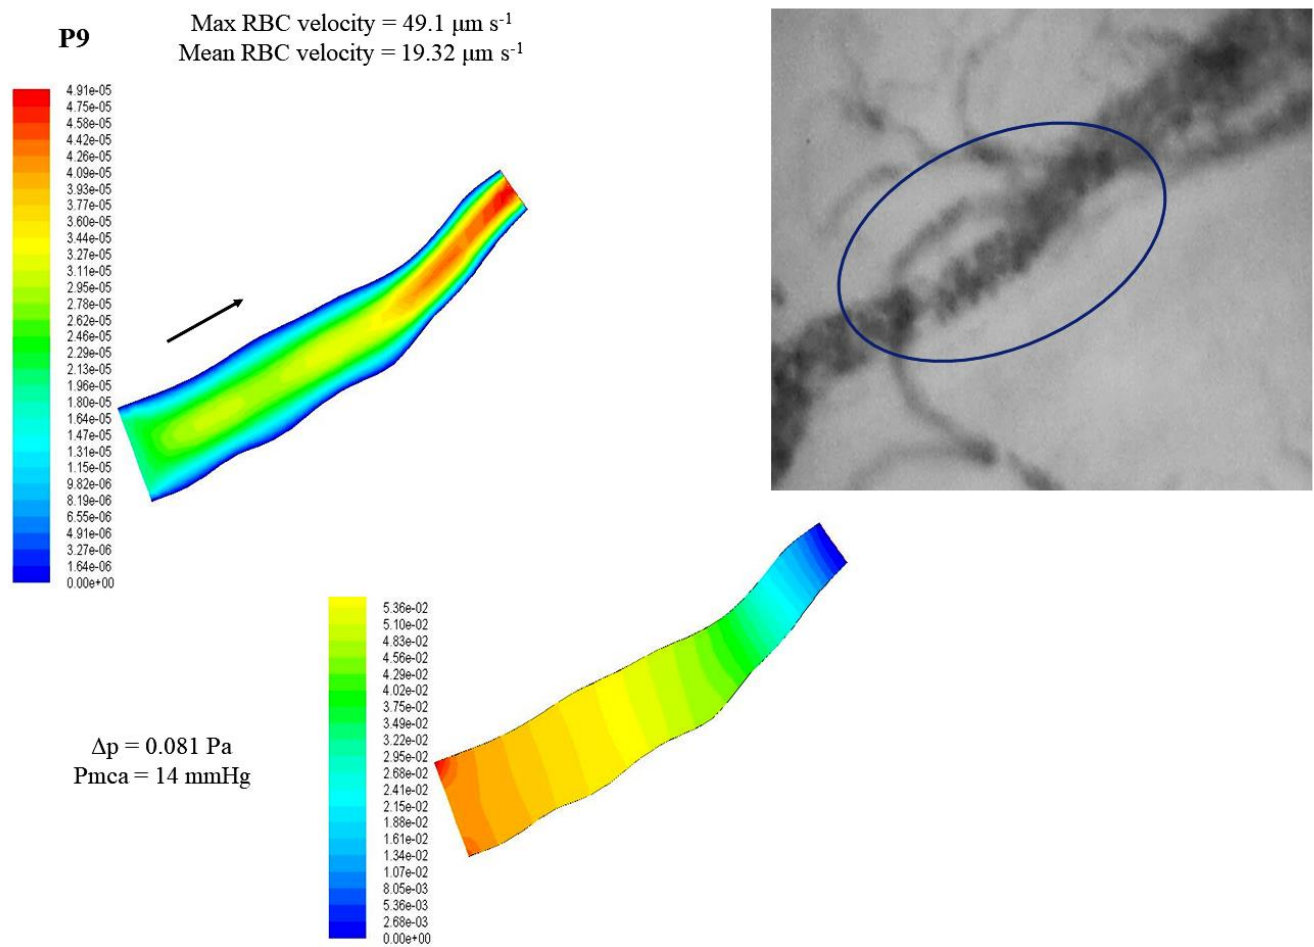 P9
Max RBC velocity = 49.1 μm s-1
Mean RBC velocity = 19.32 μm s-1
4.91e-05
4.75e-05
4.58e-05
4.42e-05
4.26e-05
4.09e-05
3.93e-05
3.77e-05
3.60e-05
3.44e-05
3.27e-05
3.11e-05
2.95e-05
2.78e-05
2.62e-05
2.46e-05
2.29e-05
2.13e-05
1.96e-05
1.80e-05
1.64e-05
1.47e-05
1.31e-05
1.15e-05
9.82e-06
8.19e-06
6.55e-06
4.91e-06
3.27e-06
1.64e-06
0.00e+00
5.36e-02
5.10e-02
4.83e-02
4.56e-02
4.29e-02
4.02e-02
3.75e-02
3.49e-02
3.22e-02
2.95e-02
2.68e-02
2.41e-02
2.15e-02
1.88e-02
1.61e-02
1.34e-02
1.07e-02
8.05e-03
5.36e-03
2.68e-03
0.00e+00
Δp = 0.081 Pa
Pmca = 14 mmHg